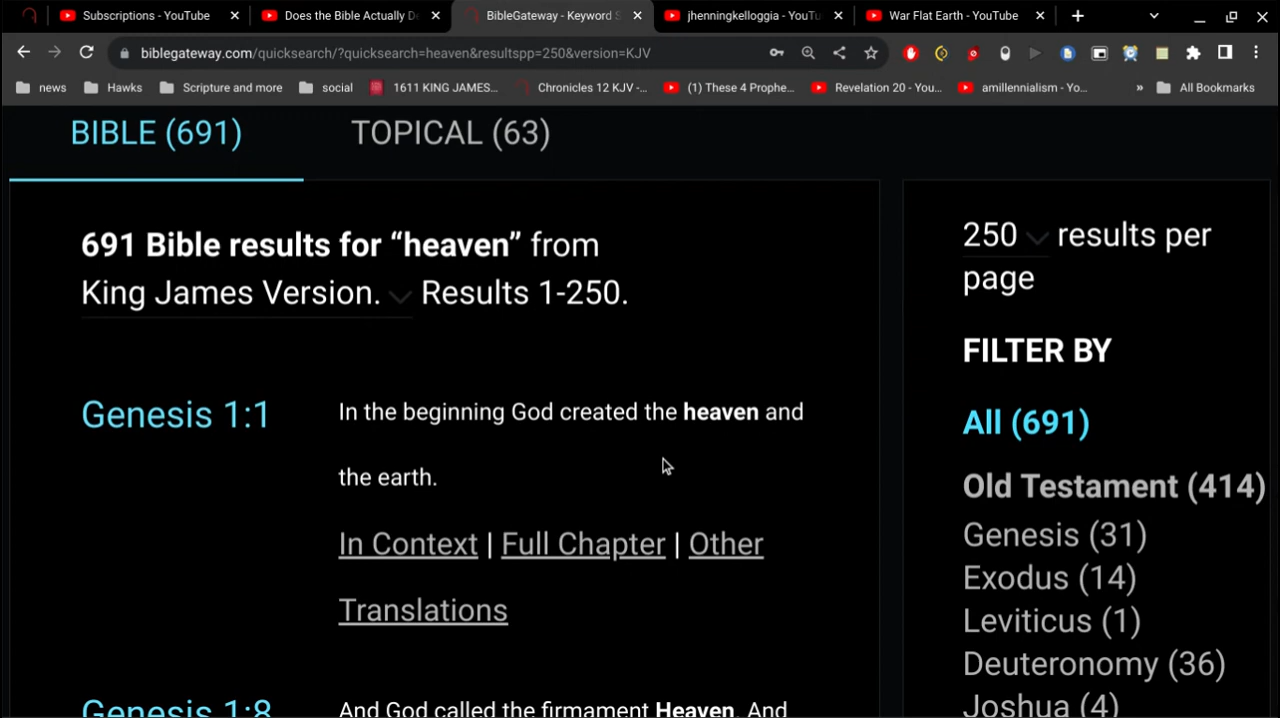 Subscriptions - YouTube
Does the Bible Actually De
BibleGateway - Keyword S
jhenningkelloggia - YouTu
War Flat Earth - YouTube
biblegateway.com/quicksearch/?quicksearch=heaven&resultspp=250&version=KJV
news
Hawks
Scripture and more
social
1611 KING JAMES...
Chronicles 12 KJV -...
(1) These 4 Prophe...
Revelation 20 - You...
amillennialism - Yo...
»
All Bookmarks
BIBLE (691)
TOPICAL (63)
691 Bible results for “heaven” from
King James Version. Results 1-250.
Genesis 1:1
In the beginning God created the heaven and
the earth.
In Context | Full Chapter | Other
Translations
Genesis 1:8
And God called the firmament Heaven. And
250 results per
page
FILTER BY
All (691)
Old Testament (414)
Genesis (31)
Exodus (14)
Leviticus (1)
Deuteronomy (36)
Joshua (4)